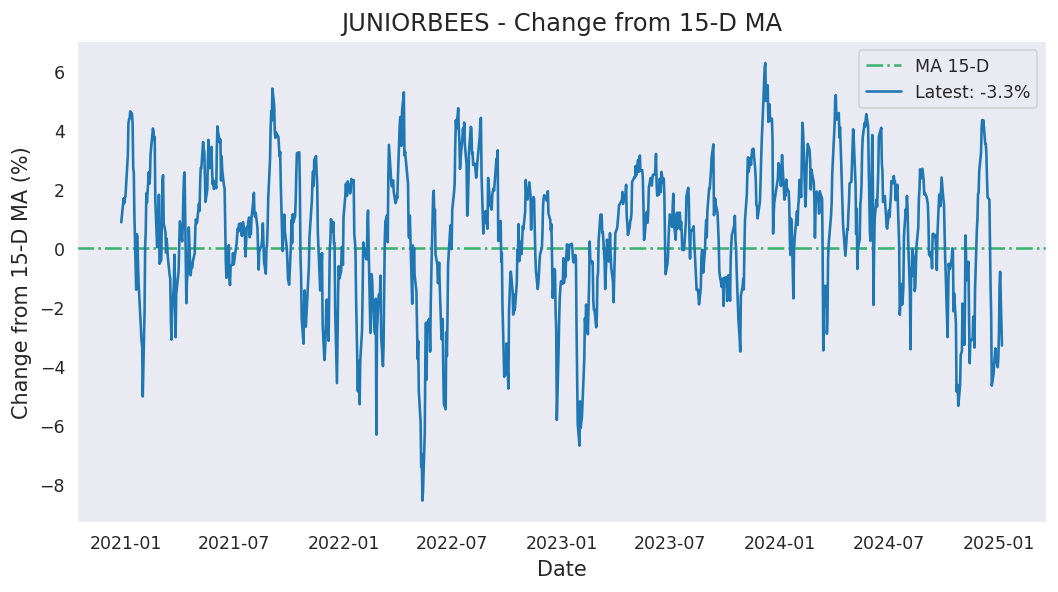 JUNIORBEES - Change from 15-D MA
MA 15-D
Latest: -3.3%
Change from 15-D MA (%)
6
4
2
0
−2
−4
−6
−8
2021-01 2021-07 2022-01 2022-07 2023-01 2023-07 2024-01 2024-07 2025-01
Date